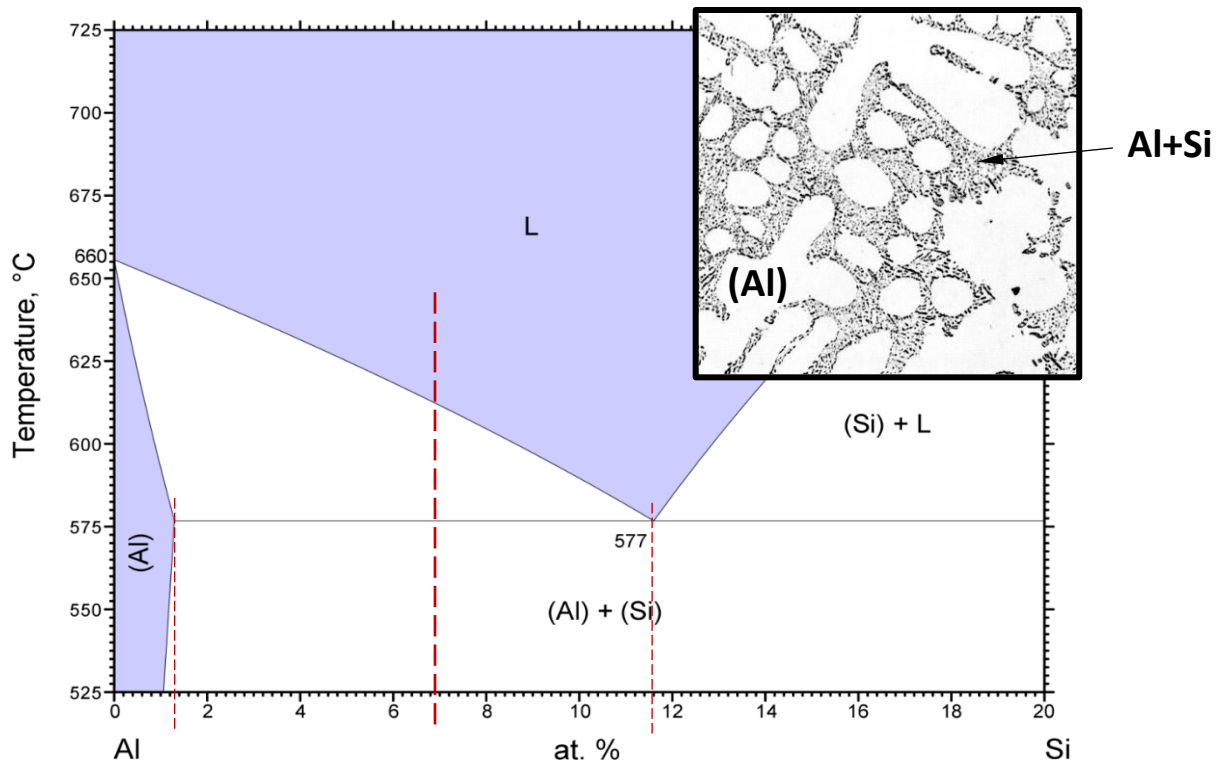 725
700
675
660
650
625
600
575
550
525
Temperature, °C
L
(Al)
Al+Si
(Si) + L
577
(Al)
(Al) + (Si)
0 2 4 6 8 10 12 14 16 18 20
Al at. % Si